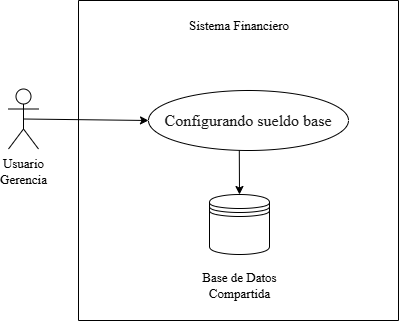 Sistema Financiero
Configurando sueldo base
Usuario
Gerencia
Base de Datos
Compartida